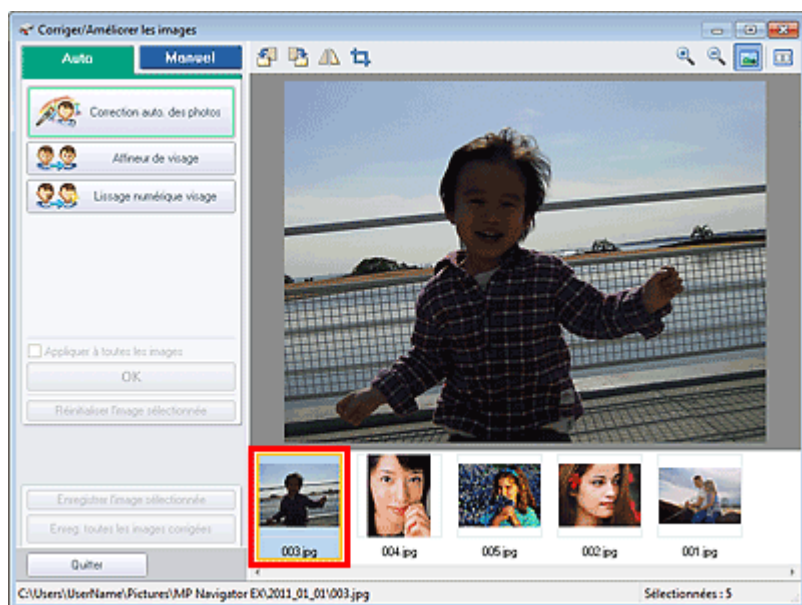 Corriger/Améliorer les images
Auto
Manuel
Correction auto. des photos
Affineur de visage
Lissage numérique visage
Appliquer à toutes les images
OK
Réinitialiser l'image sélectionnée
Enregistrer l'image sélectionnée
Enreg. toutes les images corrigées
Quitter
003.jpg
004.jpg
005.jpg
002.jpg
001.jpg
C:\Users\UserName\Pictures\MP Navigator EX\2011_01_01\003.jpg
Sélectionnées : 5